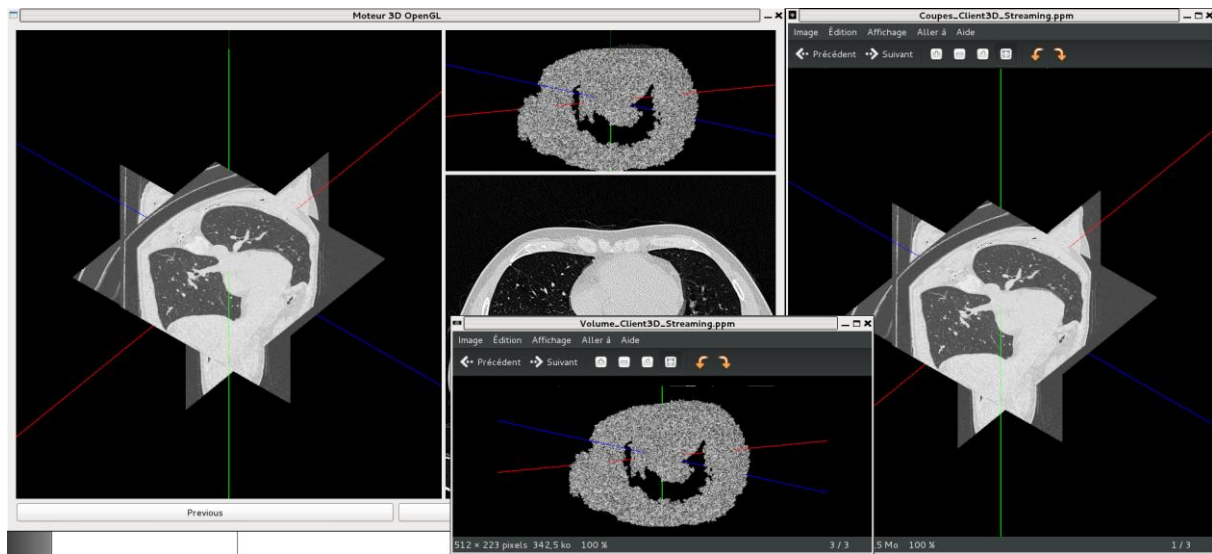 Moteur 3D OpenGL
Previous
Coupes_Client3D_Streaming.ppm
Image Édition Affichage Aller à Aide
Précédent Suivant
Volume_Client3D_Streaming.ppm
Image Édition Affichage Aller à Aide
Précédent Suivant
512 × 223 pixels 342,5 ko 100 % 3 / 3
,5 Mo 100 % 1 / 3